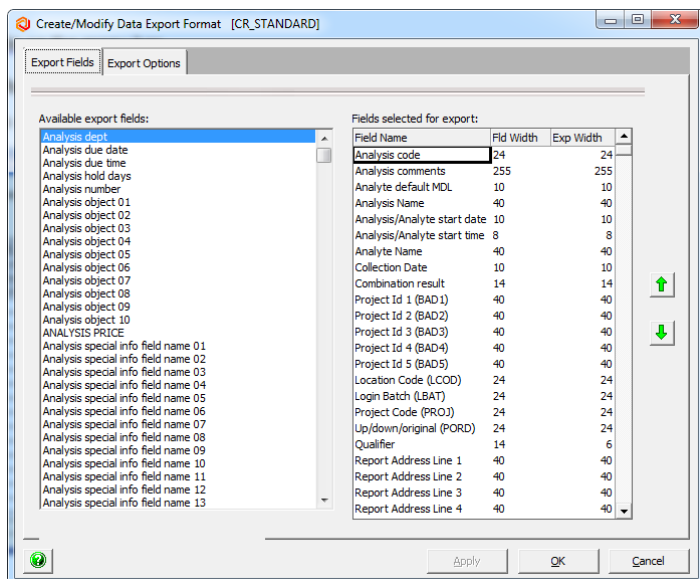 Create/Modify Data Export Format [CR_STANDARD]
Export Fields Export Options
Available export fields:
Analysis dept
Analysis due date
Analysis due time
Analysis hold days
Analysis number
Analysis object 01
Analysis object 02
Analysis object 03
Analysis object 04
Analysis object 05
Analysis object 06
Analysis object 07
Analysis object 08
Analysis object 09
Analysis object 10
ANALYSIS PRICE
Analysis special info field name 01
Analysis special info field name 02
Analysis special info field name 03
Analysis special info field name 04
Analysis special info field name 05
Analysis special info field name 06
Analysis special info field name 07
Analysis special info field name 08
Analysis special info field name 09
Analysis special info field name 10
Analysis special info field name 11
Analysis special info field name 12
Analysis special info field name 13
Fields selected for export:
Field Name Fld Width Exp Width
Analysis code 24 24
Analysis comments 255 255
Analyte default MDL 10 10
Analysis Name 40 40
Analysis/Analyte start date 10 10
Analysis/Analyte start time 8 8
Analyte Name 40 40
Collection Date 10 10
Combination result 14 14
Project Id 1 (BAD1) 40 40
Project Id 2 (BAD2) 40 40
Project Id 3 (BAD3) 40 40
Project Id 4 (BAD4) 40 40
Project Id 5 (BAD5) 40 40
Location Code (LCOD) 24 24
Login Batch (LBAT) 24 24
Project Code (PROJ) 24 24
Up/down/original (PORD) 24 24
Qualifier 14 6
Report Address Line 1 40 40
Report Address Line 2 40 40
Report Address Line 3 40 40
Report Address Line 4 40 40
Apply OK Cancel